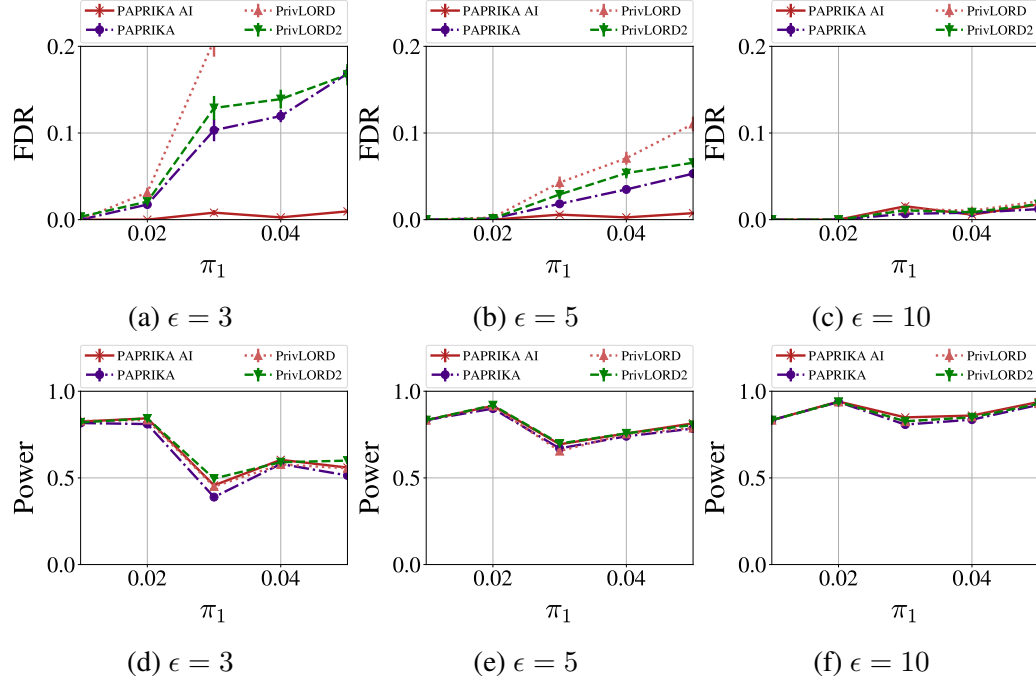 PAPRIKA AI PrivLORD
PAPRIKA PrivLORD2
PAPRIKA AI PrivLORD
PAPRIKA PrivLORD2
PAPRIKA AI PrivLORD
PAPRIKA PrivLORD2
0.2 0.2 0.2
FDR FDR FDR
0.1 0.1 0.1
0.0 0.0 0.0
0.02 0.04 0.02 0.04 0.02 0.04
π₁ π₁ π₁
(a) ϵ = 3 (b) ϵ = 5 (c) ϵ = 10
PAPRIKA AI PrivLORD
PAPRIKA PrivLORD2
PAPRIKA AI PrivLORD
PAPRIKA PrivLORD2
PAPRIKA AI PrivLORD
PAPRIKA PrivLORD2
1.0 1.0 1.0
Power Power Power
0.5 0.5 0.5
0.0 0.0 0.0
0.02 0.04 0.02 0.04 0.02 0.04
π₁ π₁ π₁
(d) ϵ = 3 (e) ϵ = 5 (f) ϵ = 10